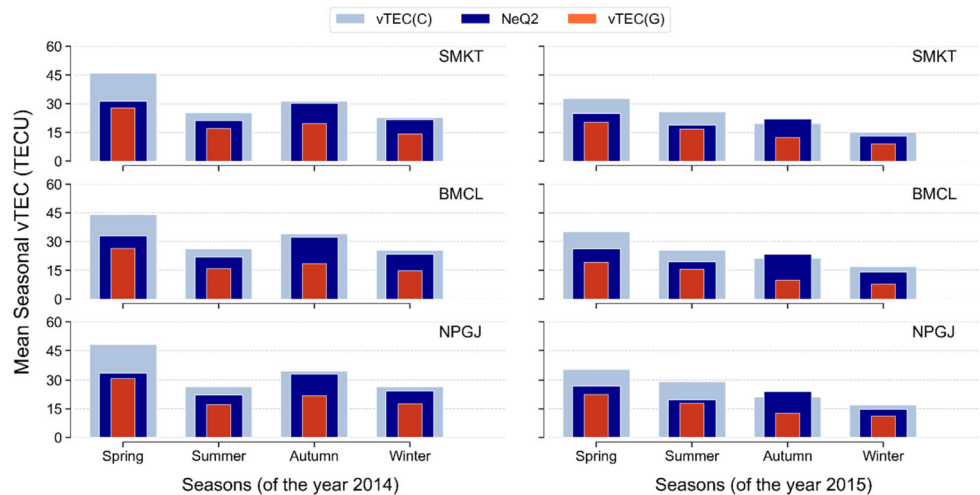 vTEC(C) NeQ2 vTEC(G)
Mean Seasonal vTEC (TECU)
60 SMKT SMKT
45
30
15
0
60 BMCL BMCL
45
30
15
0
60 NPGJ NPGJ
45
30
15
0
Spring Summer Autumn Winter Spring Summer Autumn Winter
Seasons (of the year 2014) Seasons (of the year 2015)